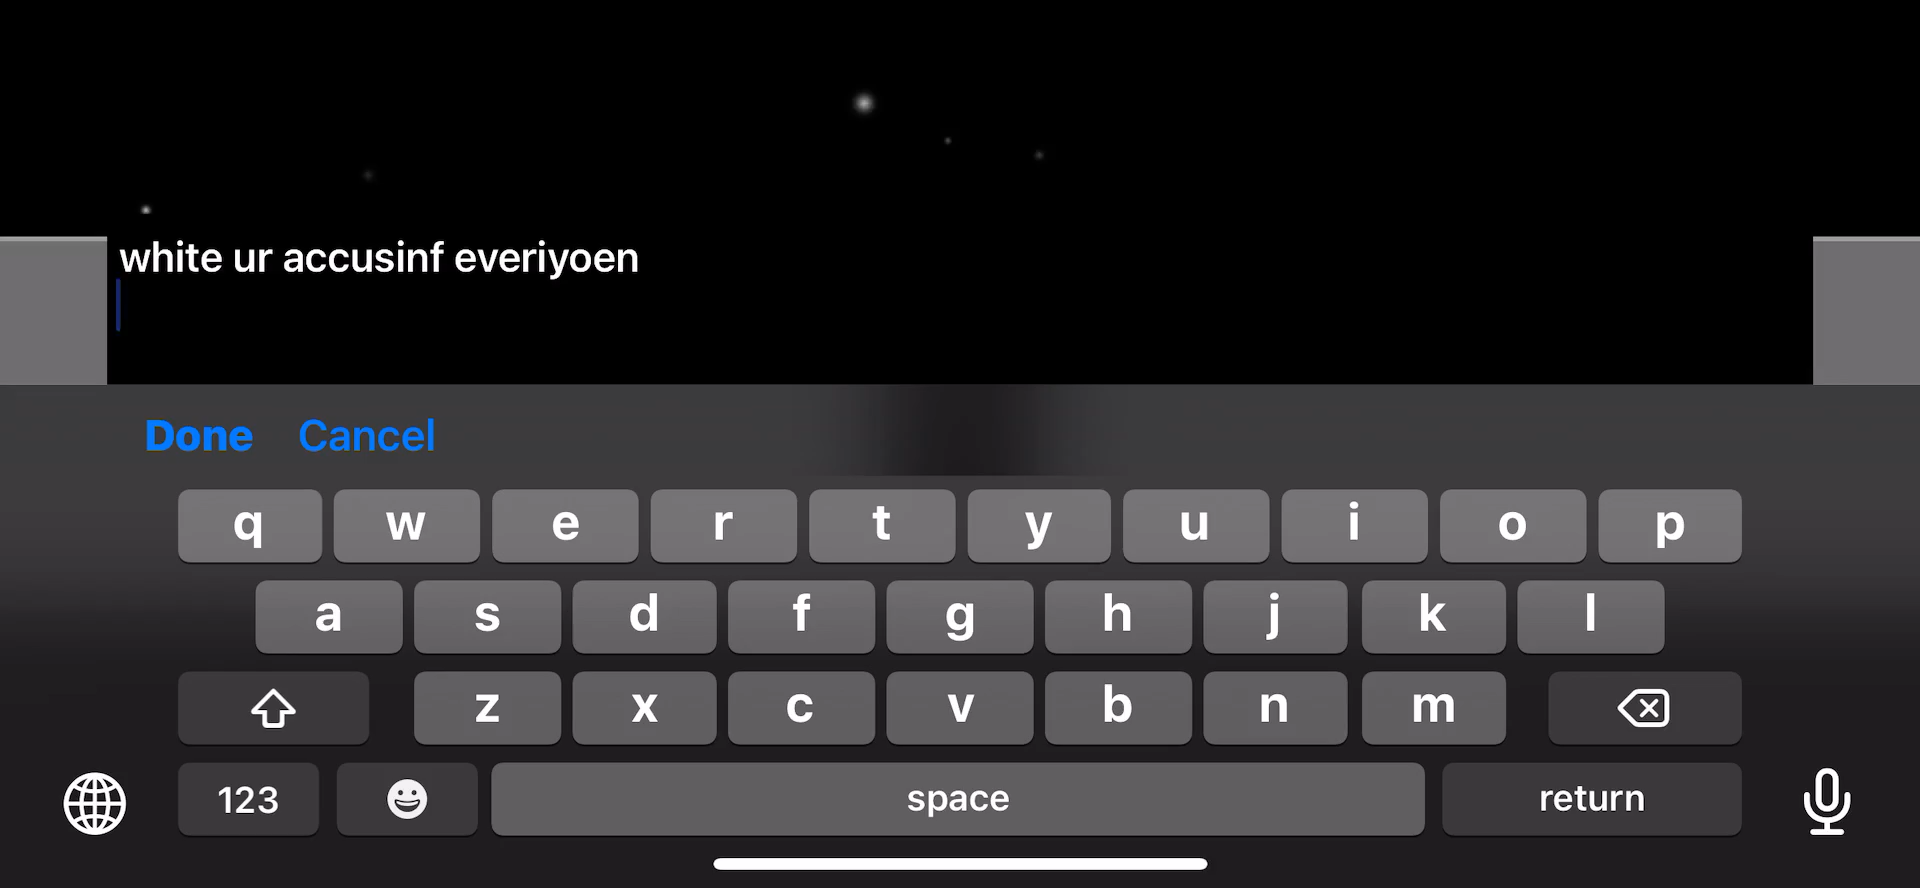 white ur accusinf everiyoen
Done Cancel
q w e r t y u i o p
a s d f g h j k l
z x c v b n m
123 space return